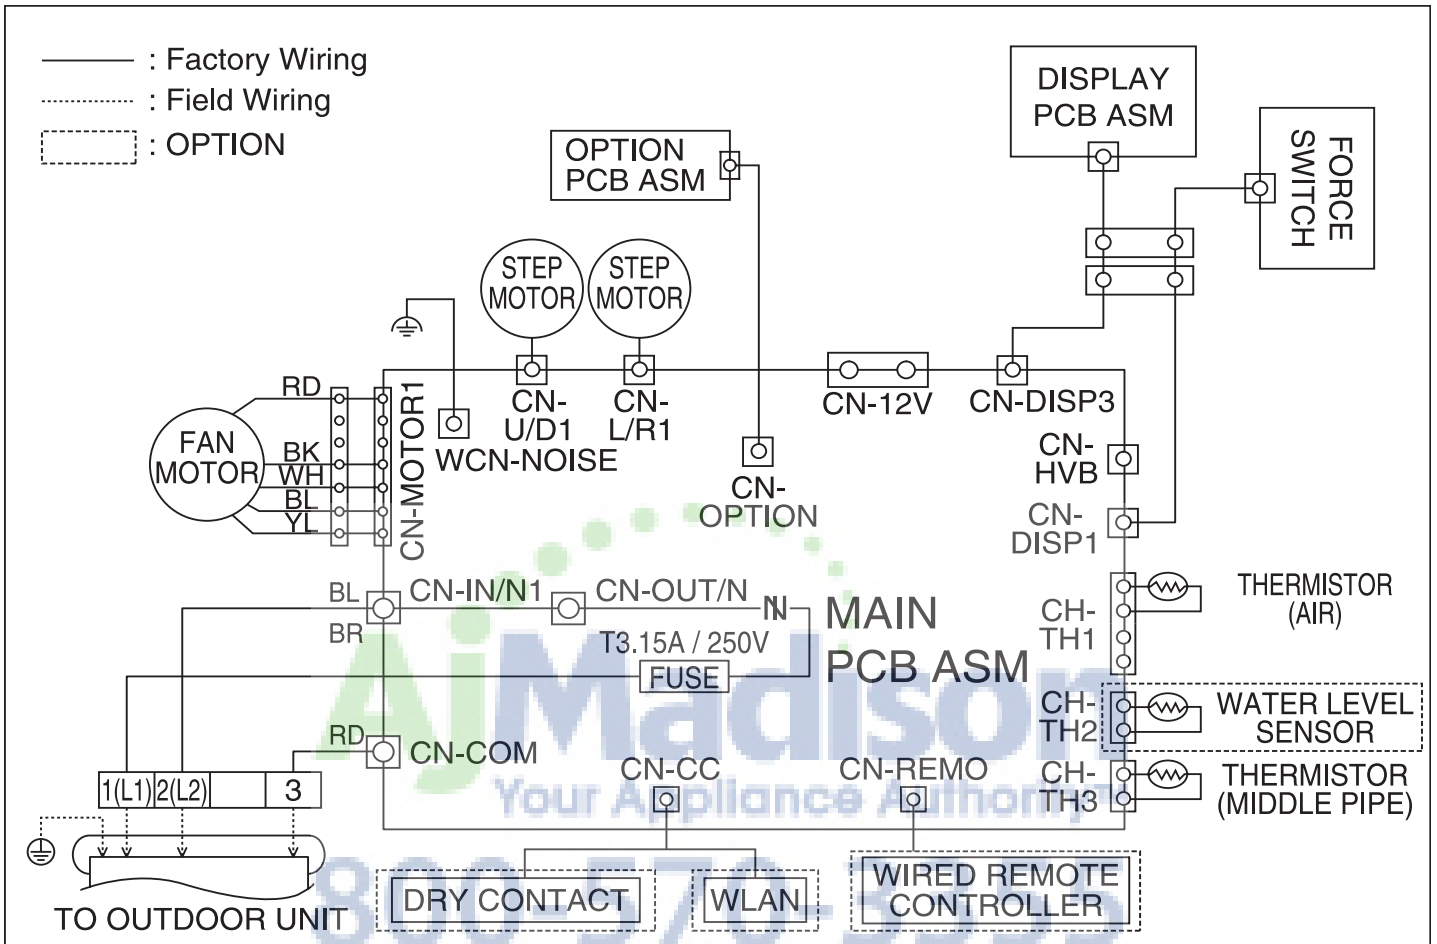 : Factory Wiring
: Field Wiring
: OPTION
OPTION
PCB ASM
DISPLAY
PCB ASM
FORCE
SWITCH
STEP
MOTOR
STEP
MOTOR
RD
BK
WH
BL
YL
FAN
MOTOR
CN-MOTOR1
WCN-NOISE
CN-
U/D1
CN-
L/R1
CN-
OPTION
CN-12V
CN-DISP3
CN-
HVB
CN-
DISP1
BL
BR
CN-IN/N1
CN-OUT/N
T3.15A / 250V
FUSE
MAIN
PCB ASM
CH-
TH1
THERMISTOR
(AIR)
CH-
TH2
WATER LEVEL
SENSOR
CH-
TH3
THERMISTOR
(MIDDLE PIPE)
RD
CN-COM
CN-CC
CN-REMO
1(L1)
2(L2)
3
TO OUTDOOR UNIT
DRY CONTACT
WLAN
WIRED REMOTE
CONTROLLER
AjMadison
Your Appliance Authority™
800-570-3355